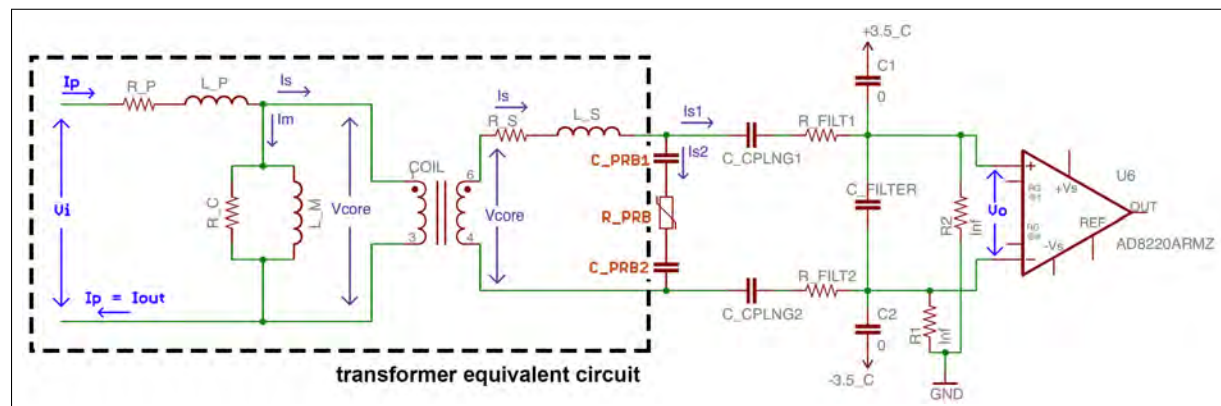 +3.5_C
C1
0
Ip
R_P
L_P
Is
Im
Is
R_S
L_S
Is1
Is2
C_CPLNG1
R_FILT1
C_PRB1
COIL
1
6
U6
Vi
R_C
L_M
Vcore
Vcore
R_PRB
C_FILTER
R2
Inf
Vo
+
+Vs
OUT
REF
-Vs
AD8220ARMZ
3
4
C_PRB2
Ip = Iout
C_CPLNG2
R_FILT2
C2
0
R1
Inf
-3.5_C
GND
transformer equivalent circuit